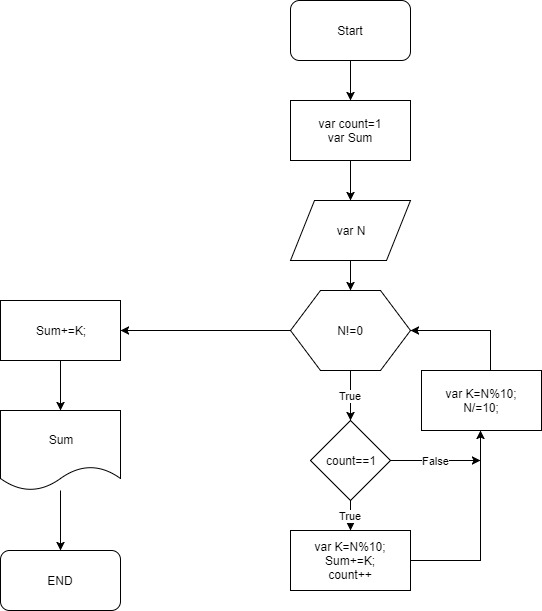 Start
var count=1
var Sum
var N
N!=0
Sum+=K;
True
var K=N%10;
N/=10;
Sum
count==1
False
True
var K=N%10;
Sum+=K;
count++
END